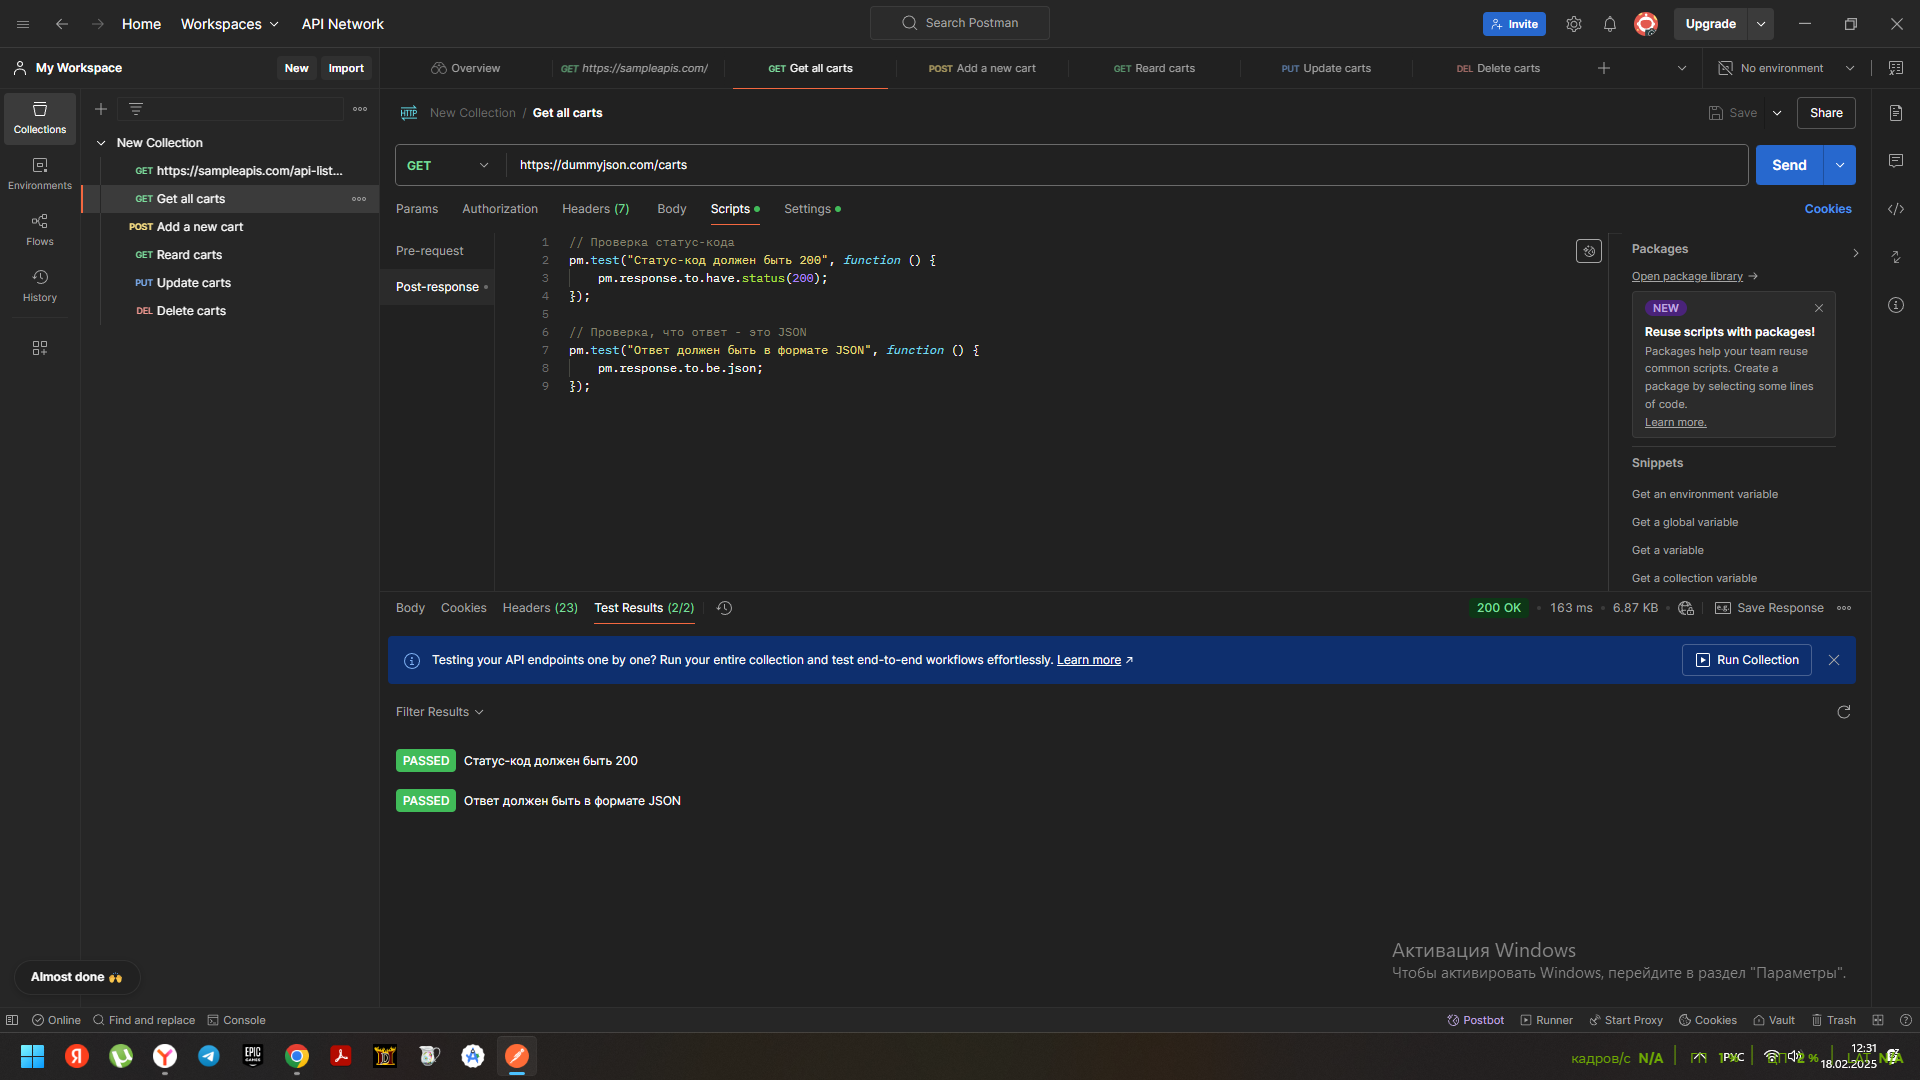 Home
Workspaces
API Network
Search Postman
Invite
Upgrade
My Workspace
New
Import
Overview
GET https://sampleapis.com/
GET Get all carts
POST Add a new cart
GET Reard carts
PUT Update carts
DEL Delete carts
No environment
Collections
Environments
Flows
History
New Collection
GET https://sampleapis.com/api-list...
GET Get all carts
POST Add a new cart
GET Reard carts
PUT Update carts
DEL Delete carts
HTTP New Collection / Get all carts
Save
Share
GET
https://dummyjson.com/carts
Send
Params
Authorization
Headers (7)
Body
Scripts
Settings
Cookies
Pre-request
Post-response
1 // Проверка статус-кода
2 pm.test("Статус-код должен быть 200", function () {
3 pm.response.to.have.status(200);
4 });
5
6 // Проверка, что ответ - это JSON
7 pm.test("Ответ должен быть в формате JSON", function () {
8 pm.response.to.be.json;
9 });
Packages
Open package library →
NEW
Reuse scripts with packages!
Packages help your team reuse
common scripts. Create a
package by selecting some lines
of code.
Learn more.
Snippets
Get an environment variable
Get a global variable
Get a variable
Get a collection variable
Body
Cookies
Headers (23)
Test Results (2/2)
200 OK
163 ms
6.87 KB
e.g. Save Response
Testing your API endpoints one by one? Run your entire collection and test end-to-end workflows effortlessly. Learn more ↗
Run Collection
Filter Results
PASSED Статус-код должен быть 200
PASSED Ответ должен быть в формате JSON
Активация Windows
Чтобы активировать Windows, перейдите в раздел "Параметры".
Almost done 🙌
Online
Find and replace
Console
Postbot
Runner
Start Proxy
Cookies
Vault
Trash
Я
EPIC
GAMES
кадров/с N/A
РУС
2 %
12:31
18.02.2025